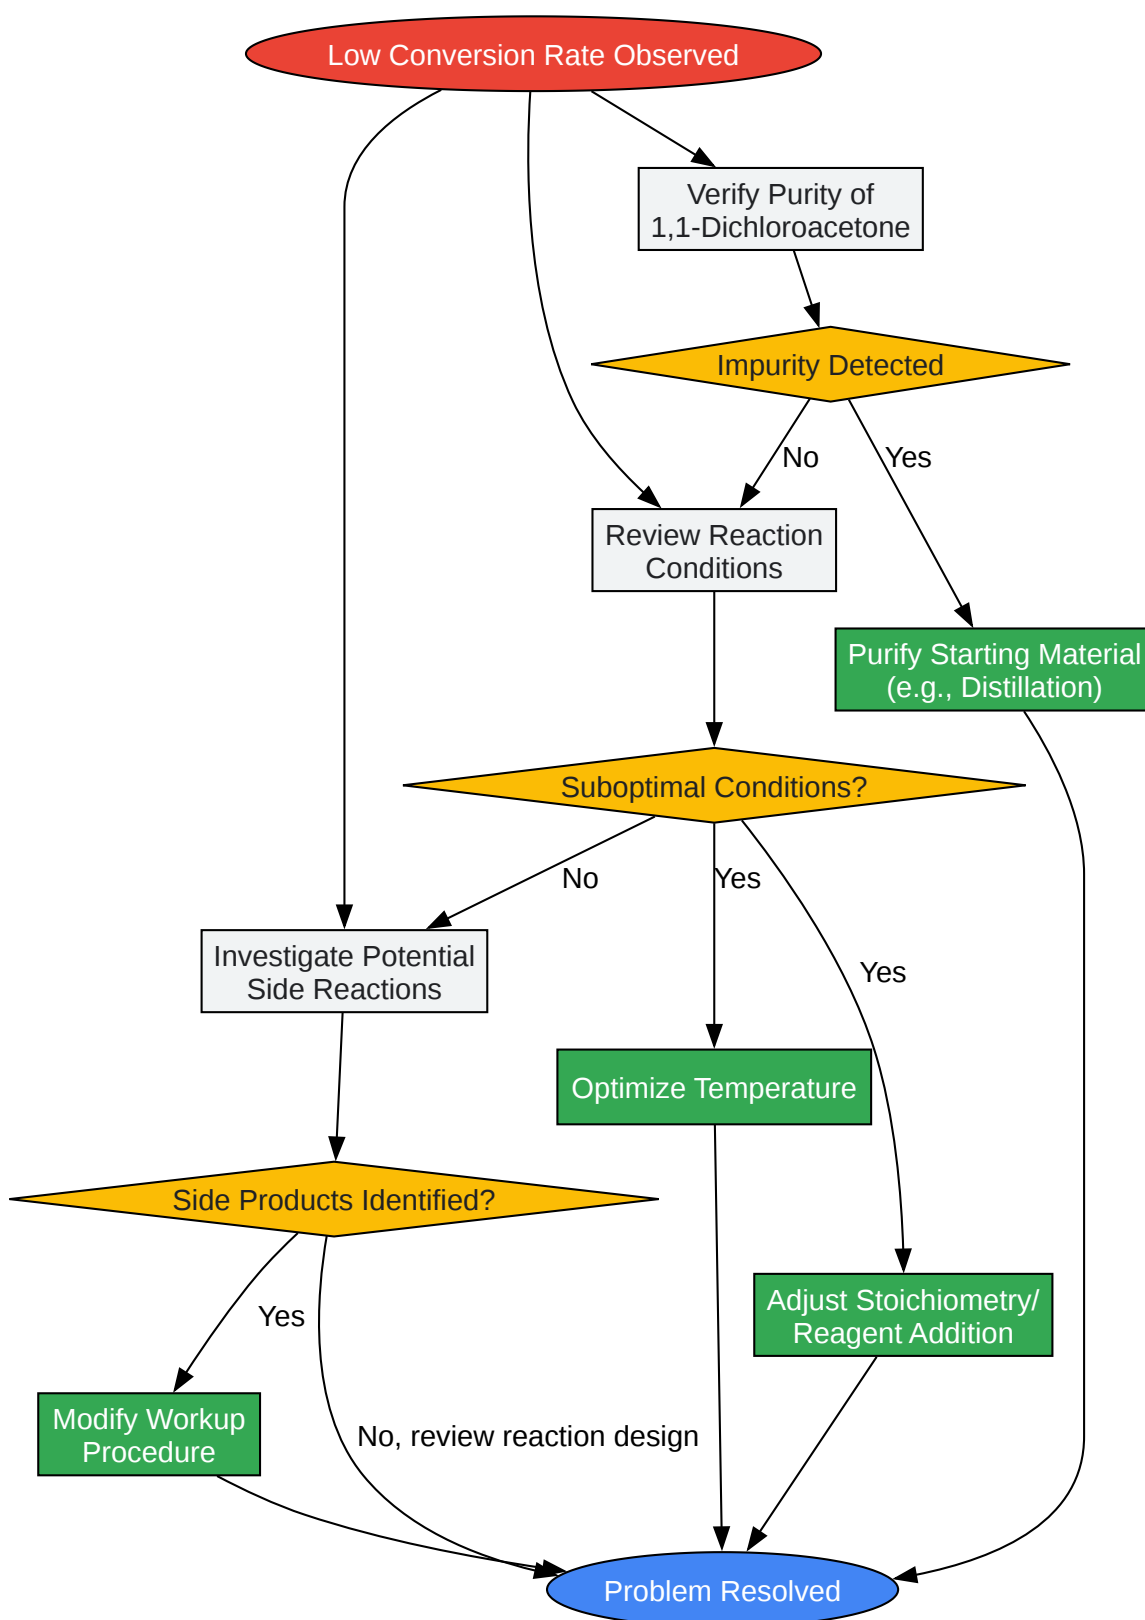 Low Conversion Rate Observed
Verify Purity of
1,1-Dichloroacetone
Impurity Detected
No
Yes
Review Reaction
Conditions
Purify Starting Material
(e.g., Distillation)
Suboptimal Conditions?
No
Yes
Yes
Investigate Potential
Side Reactions
Optimize Temperature
Side Products Identified?
Yes
Adjust Stoichiometry/
Reagent Addition
Modify Workup
Procedure
No, review reaction design
Problem Resolved